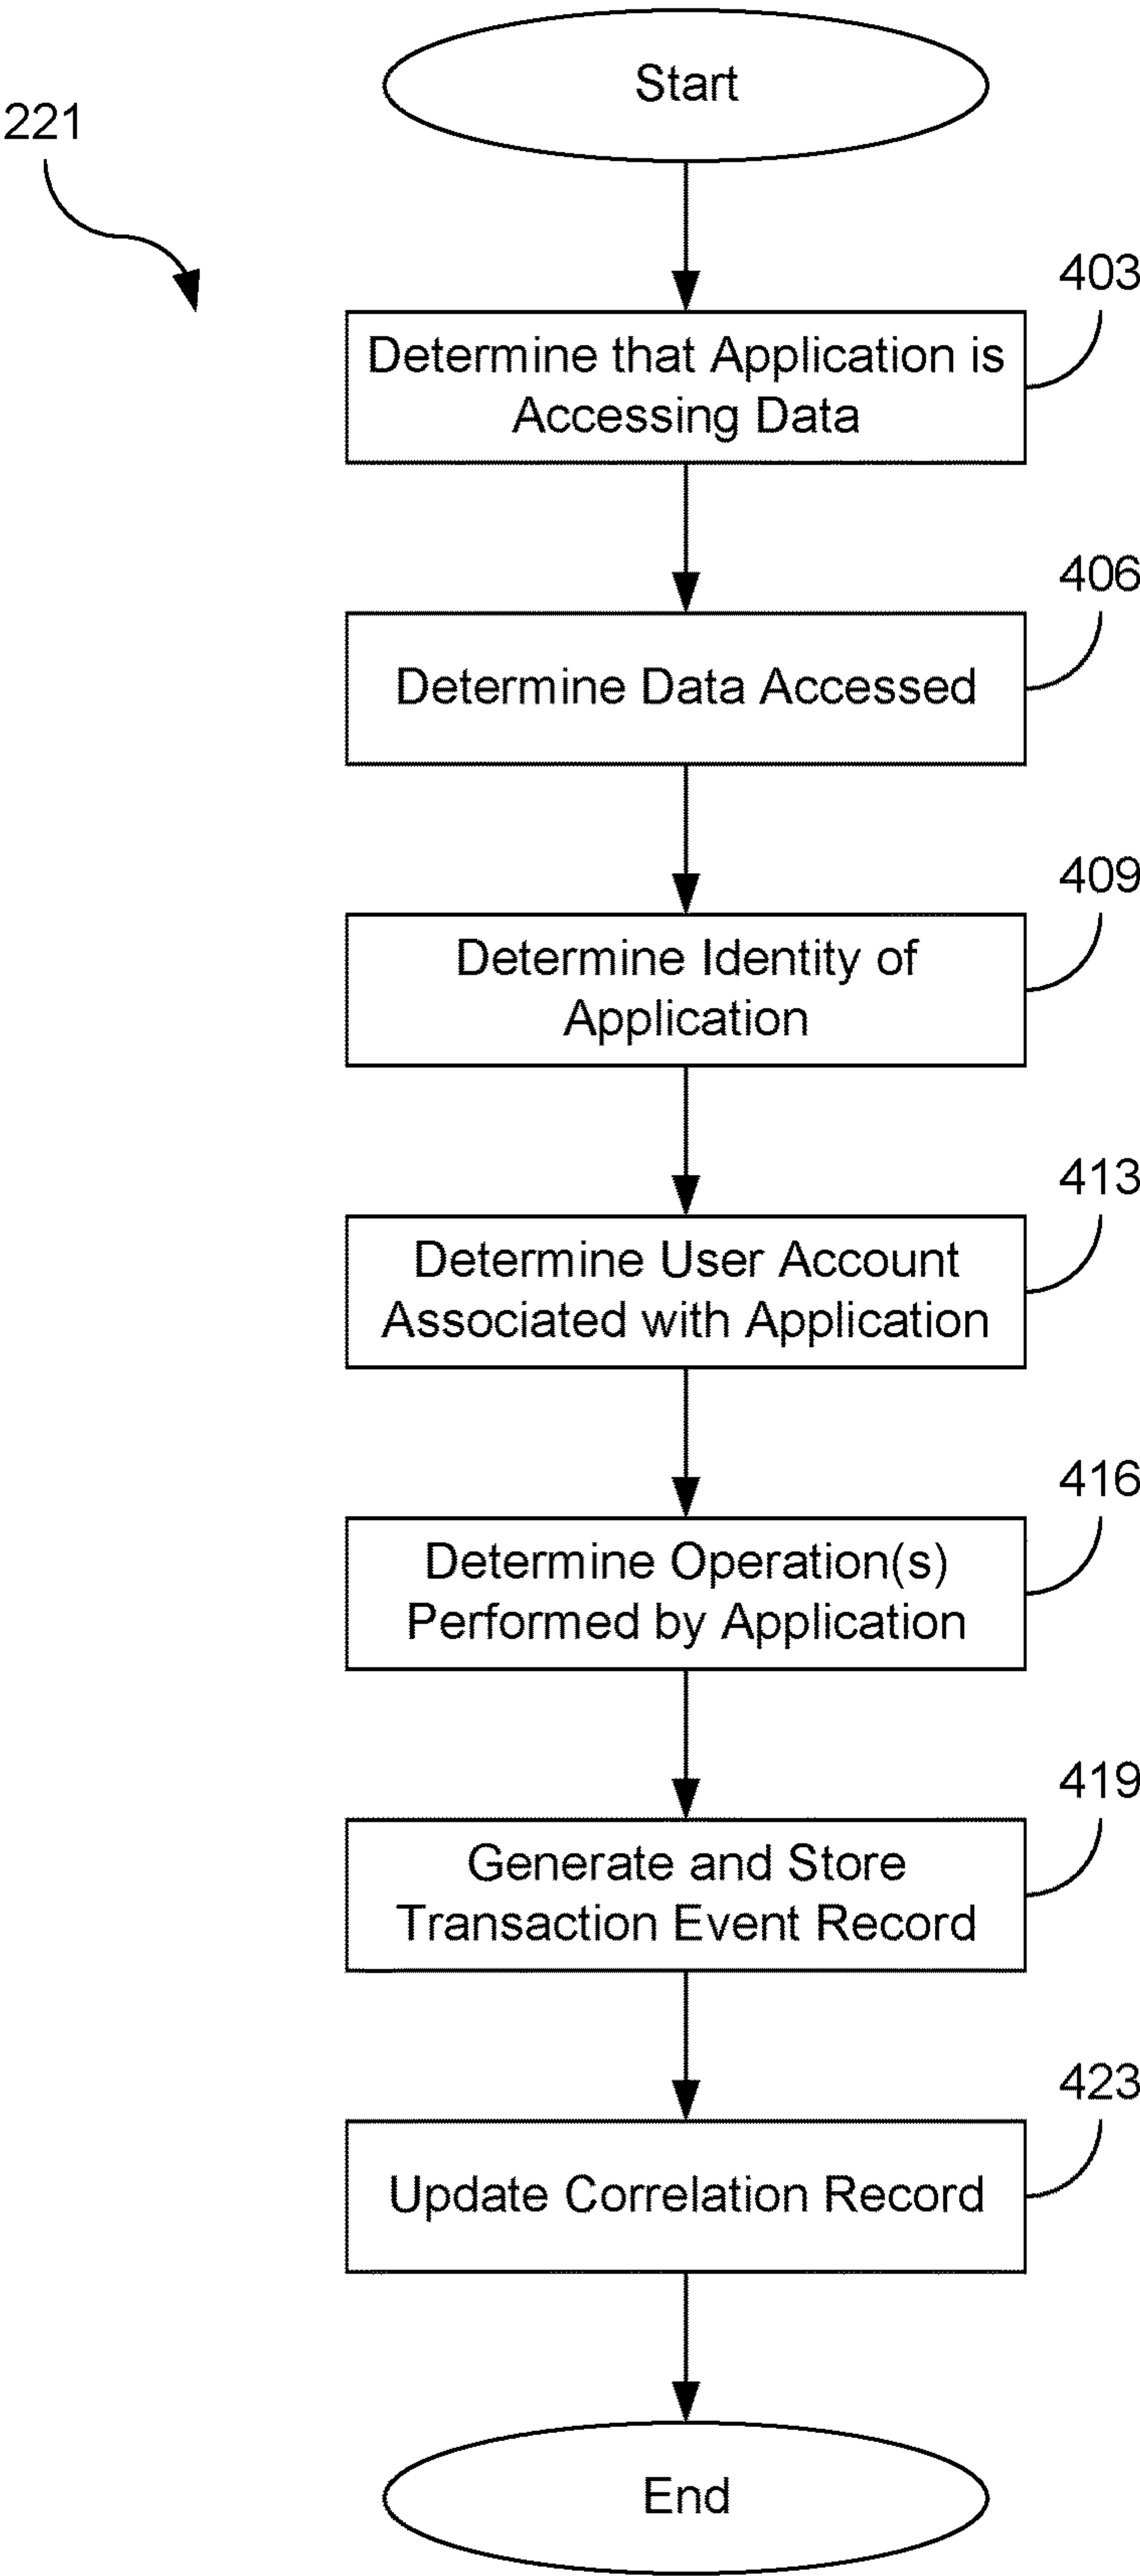 Start
221
403
Determine that Application is
Accessing Data
406
Determine Data Accessed
409
Determine Identity of
Application
413
Determine User Account
Associated with Application
416
Determine Operation(s)
Performed by Application
419
Generate and Store
Transaction Event Record
423
Update Correlation Record
End